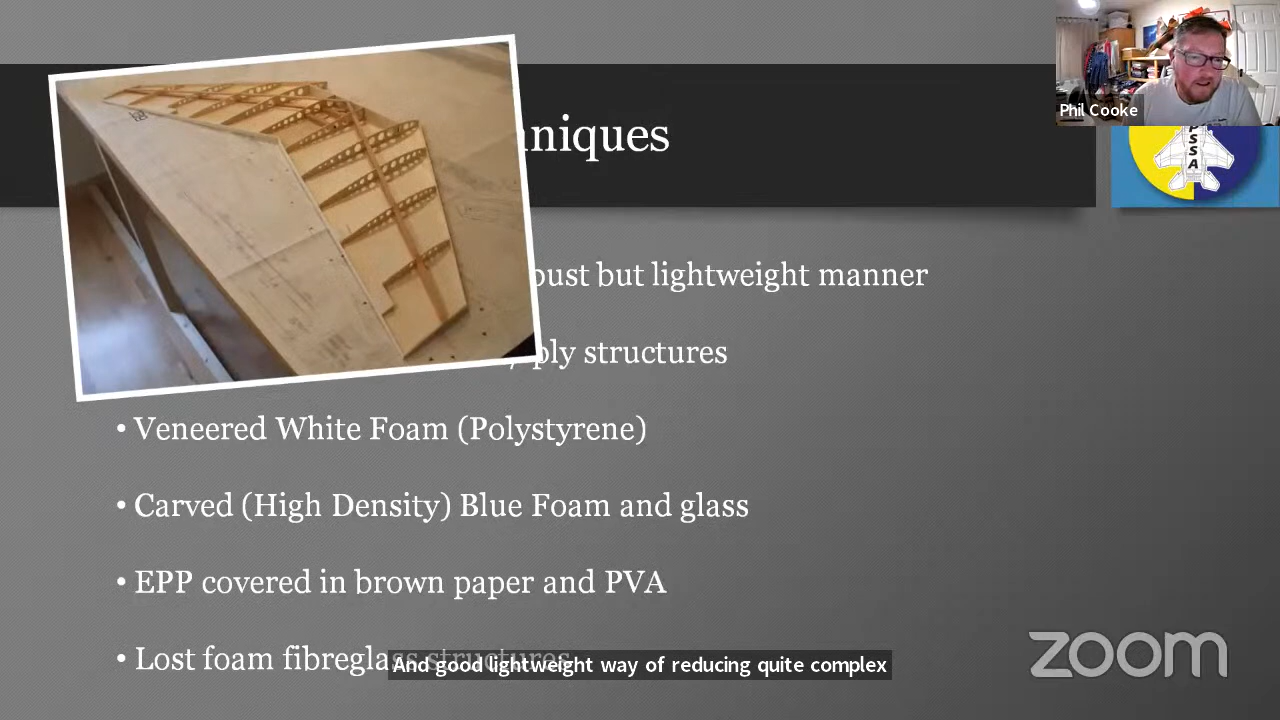 Phil Cooke
PSSA
niques
but lightweight manner
ply structures
• Veneered White Foam (Polystyrene)
• Carved (High Density) Blue Foam and glass
• EPP covered in brown paper and PVA
• Lost foam fibreglass structures
And good lightweight way of reducing quite complex
zoom